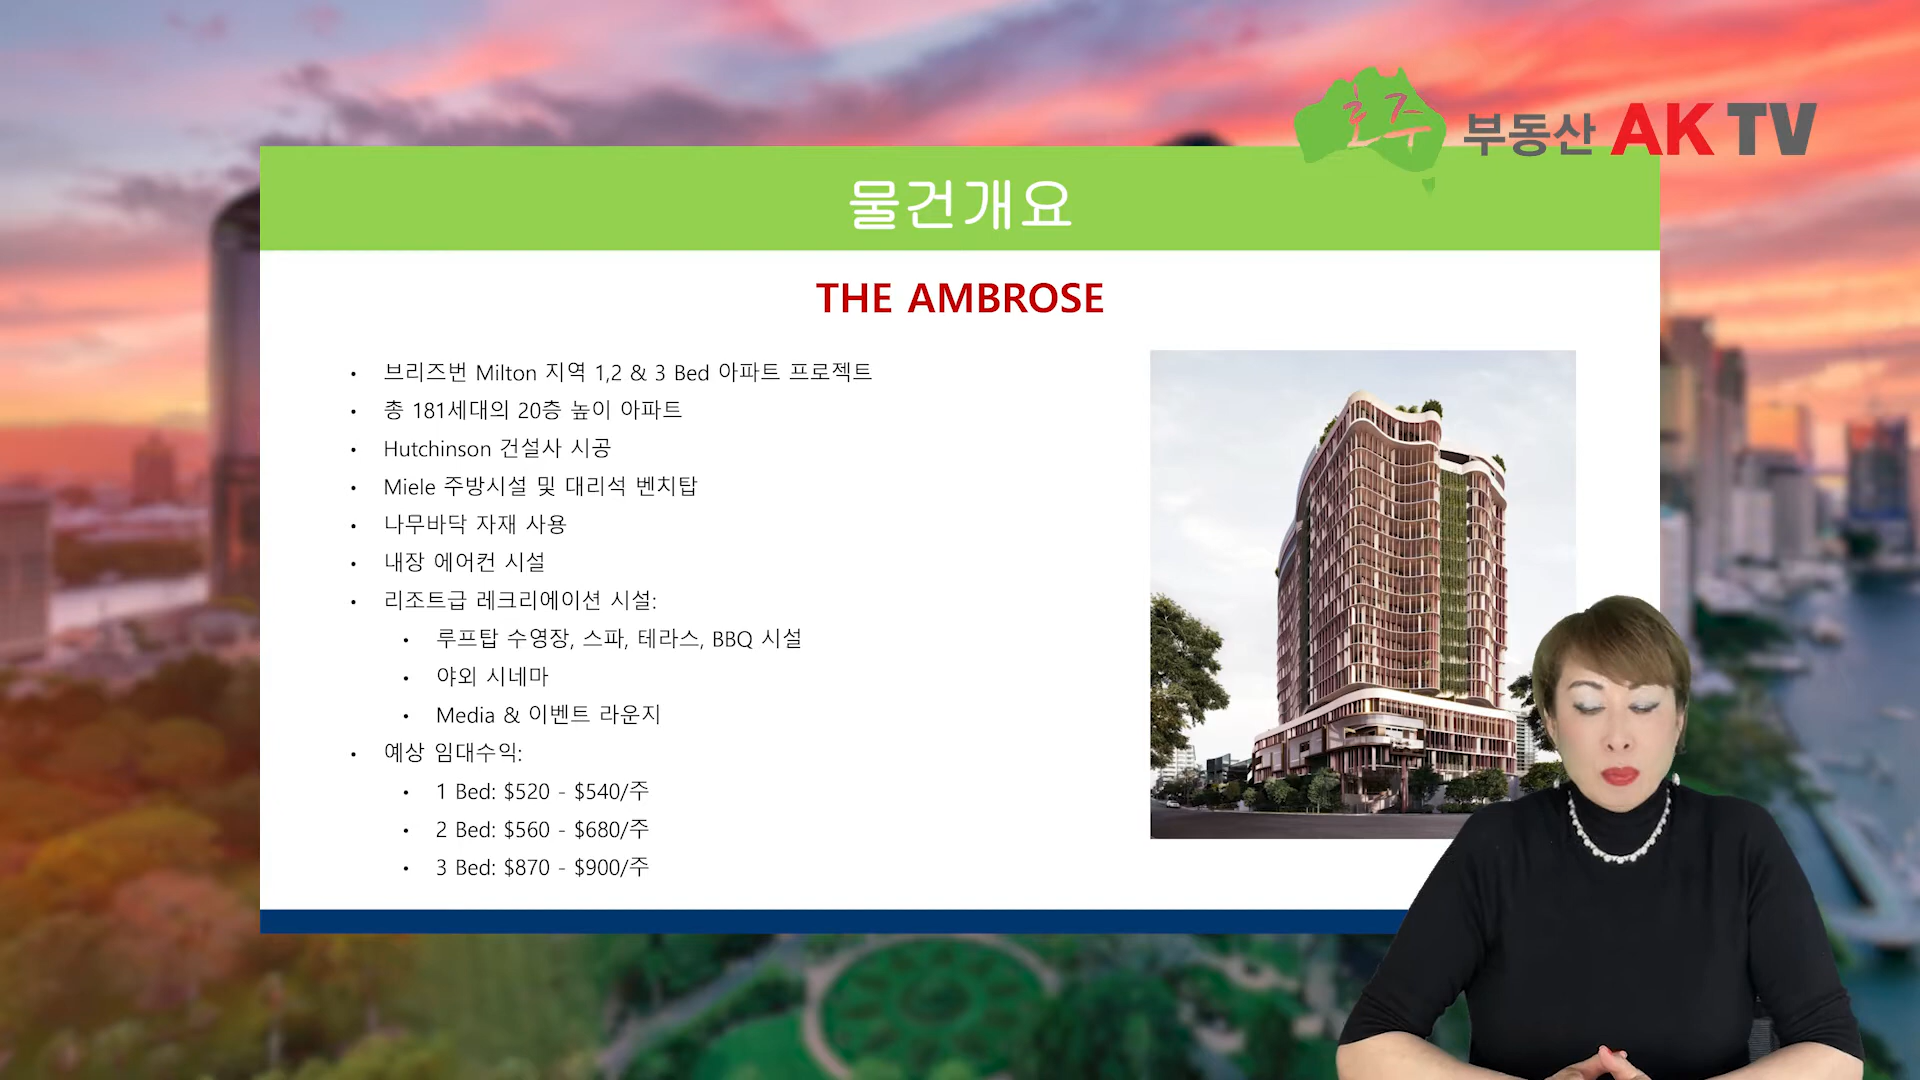 호주 부동산 AK TV
물건개요
THE AMBROSE
• 브리즈번 Milton 지역 1,2 & 3 Bed 아파트 프로젝트
• 총 181세대의 20층 높이 아파트
• Hutchinson 건설사 시공
• Miele 주방시설 및 대리석 벤치탑
• 나무바닥 자재 사용
• 내장 에어컨 시설
• 리조트급 레크리에이션 시설:
• 루프탑 수영장, 스파, 테라스, BBQ 시설
• 야외 시네마
• Media & 이벤트 라운지
• 예상 임대수익:
• 1 Bed: $520 - $540/주
• 2 Bed: $560 - $680/주
• 3 Bed: $870 - $900/주